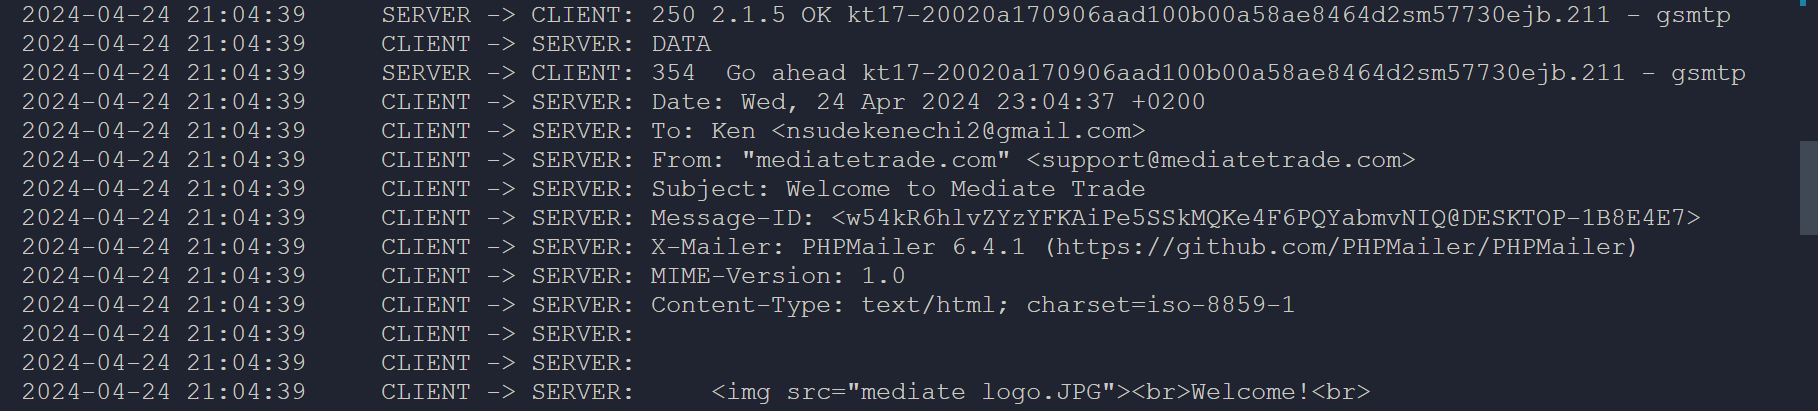 2024-04-24 21:04:39     SERVER -> CLIENT: 250 2.1.5 OK kt17-20020a170906aad100b00a58ae8464d2sm57730ejb.211 - gsmtp
2024-04-24 21:04:39     CLIENT -> SERVER: DATA
2024-04-24 21:04:39     SERVER -> CLIENT: 354  Go ahead kt17-20020a170906aad100b00a58ae8464d2sm57730ejb.211 - gsmtp
2024-04-24 21:04:39     CLIENT -> SERVER: Date: Wed, 24 Apr 2024 23:04:37 +0200
2024-04-24 21:04:39     CLIENT -> SERVER: To: Ken <nsudekenechi2@gmail.com>
2024-04-24 21:04:39     CLIENT -> SERVER: From: "mediatetrade.com" <support@mediatetrade.com>
2024-04-24 21:04:39     CLIENT -> SERVER: Subject: Welcome to Mediate Trade
2024-04-24 21:04:39     CLIENT -> SERVER: Message-ID: <w54kR6hlvZYzYFKAiPe5SSkMQKe4F6PQYabmvNIQ@DESKTOP-1B8E4E7>
2024-04-24 21:04:39     CLIENT -> SERVER: X-Mailer: PHPMailer 6.4.1 (https://github.com/PHPMailer/PHPMailer)
2024-04-24 21:04:39     CLIENT -> SERVER: MIME-Version: 1.0
2024-04-24 21:04:39     CLIENT -> SERVER: Content-Type: text/html; charset=iso-8859-1
2024-04-24 21:04:39     CLIENT -> SERVER:
2024-04-24 21:04:39     CLIENT -> SERVER:
2024-04-24 21:04:39     CLIENT -> SERVER:     <img src="mediate logo.JPG"><br>Welcome!<br>